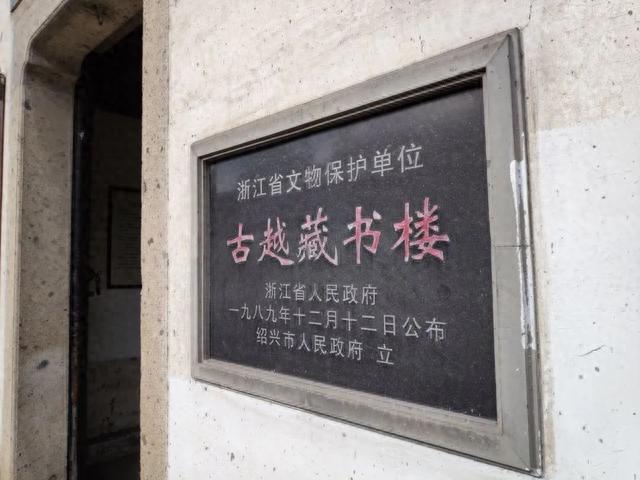 浙江省文物保护单位
古越藏书楼
浙江省人民政府
一九八九年十二月十二日公布
绍兴市人民政府 立